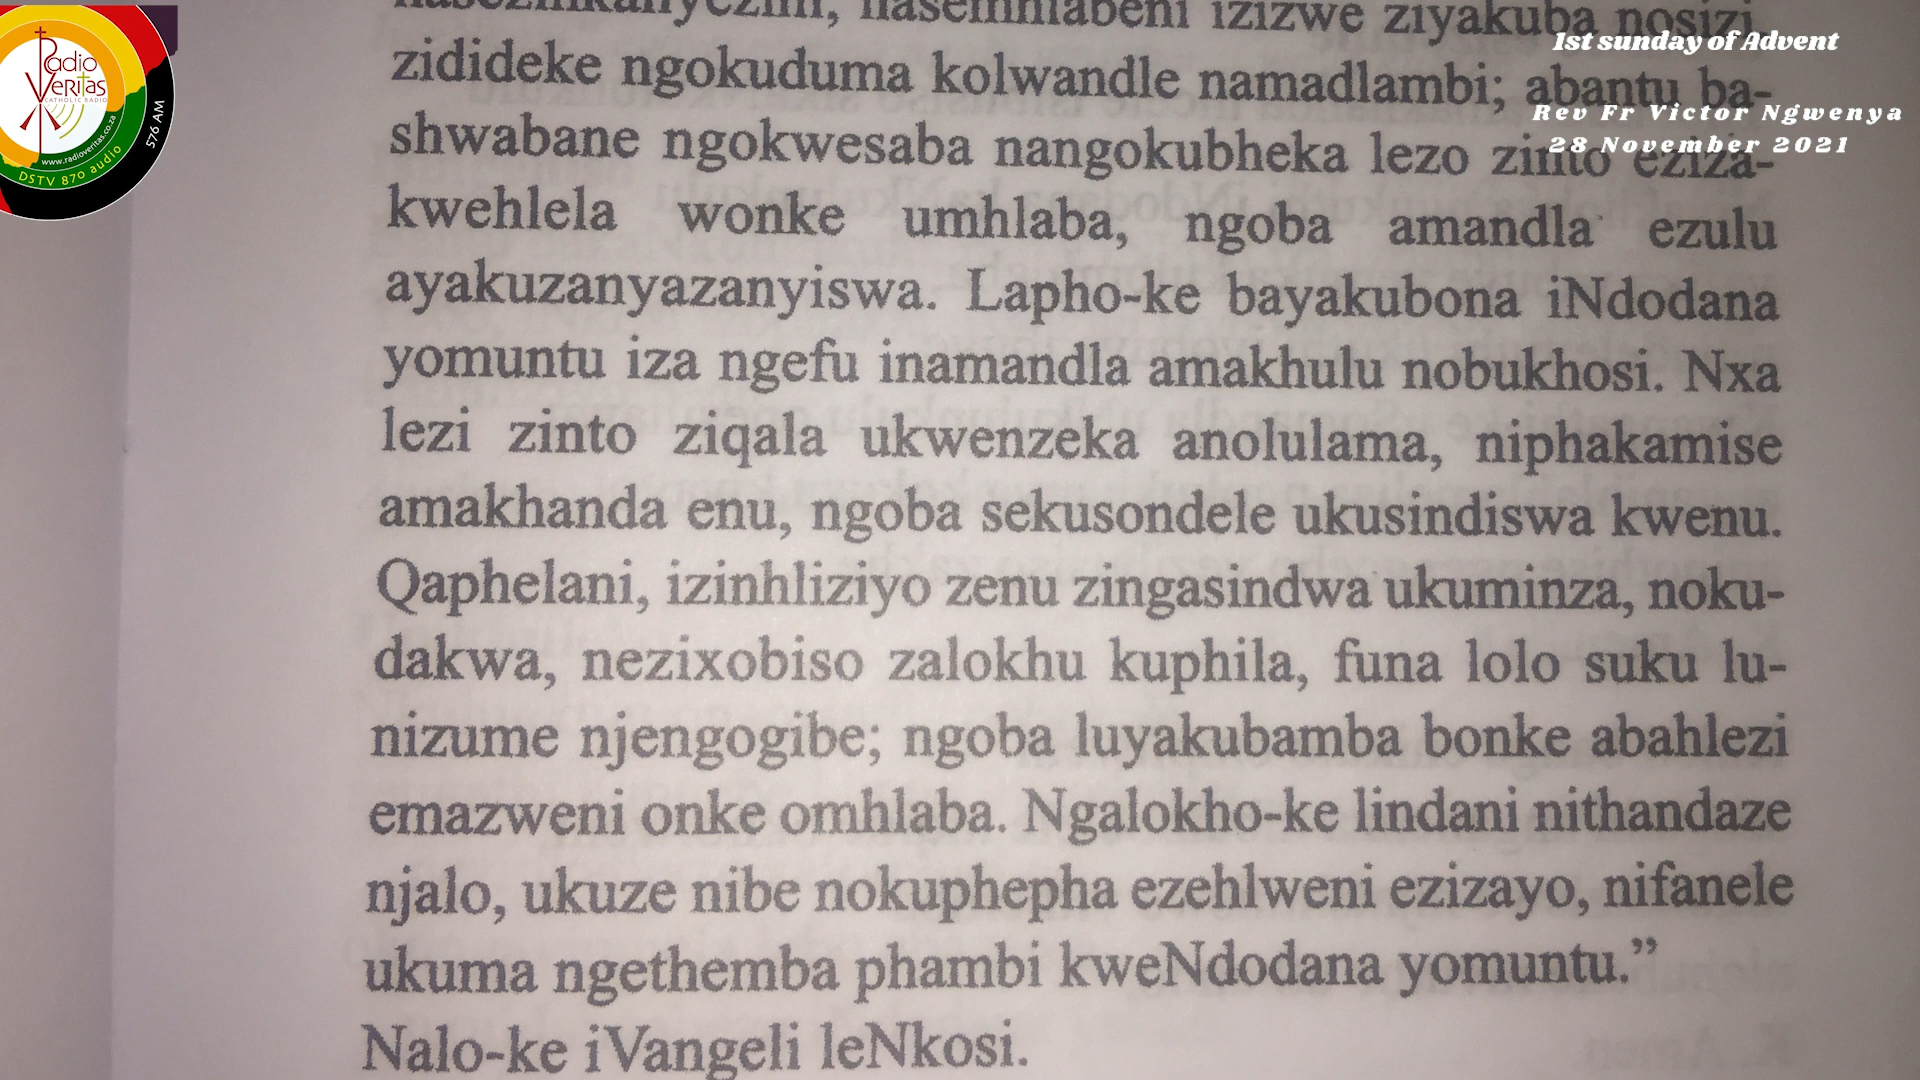 Radio
Veritas
CATHOLIC RADIO
www.radioveritas.co.za
DSTV 870 audio
576 AM
1st sunday of Advent
Rev Fr Victor Ngwenya
28 November 2021
izizwe ziyakuba nosizi
zidideke ngokuduma kolwandle namadlambi; abantu ba-
shwabane ngokwesaba nangokubheka lezo zinto eziza-
kwehlela wonke umhlaba, ngoba amandla ezulu
ayakuzanyazanyiswa. Lapho-ke bayakubona iNdodana
yomuntu iza ngefu inamandla amakhulu nobukhosi. Nxa
lezi zinto ziqala ukwenzeka anolulama, niphakamise
amakhanda enu, ngoba sekusondele ukusindiswa kwenu.
Qaphelani, izinhliziyo zenu zingasindwa ukuminza, noku-
dakwa, nezixobiso zalokhu kuphila, funa lolo suku lu-
nizume njengogibe; ngoba luyakubamba bonke abahlezi
emazweni onke omhlaba. Ngalokho-ke lindani nithandaze
njalo, ukuze nibe nokuphepha ezehlweni ezizayo, nifanele
ukuma ngethemba phambi kweNdodana yomuntu.”
Nalo-ke iVangeli leNkosi.